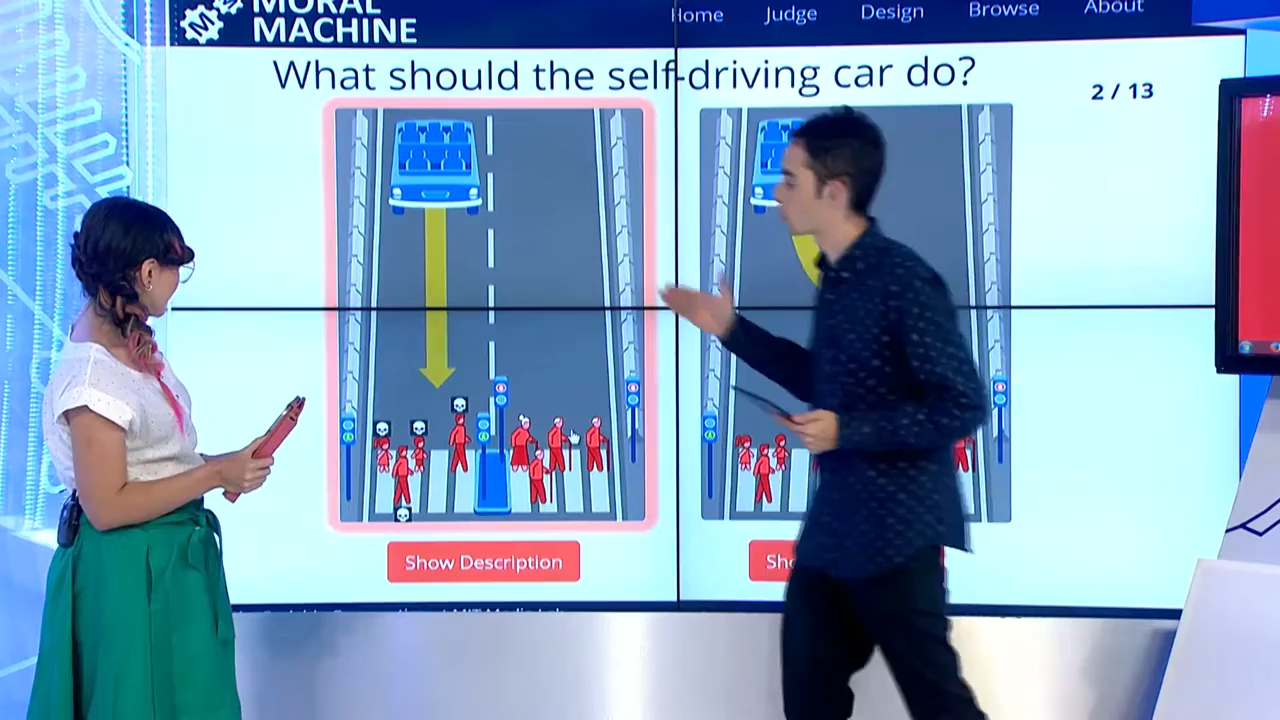 MORAL
MACHINE
Home Judge Design Browse About
What should the self-driving car do?
2 / 13
Show Description